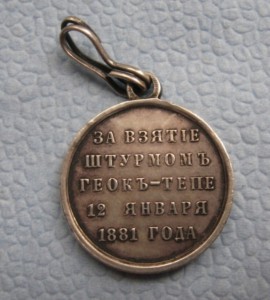 ЗА ВЗЯТІЕ
ШТУРМОМЪ
ГЕОКЪ-ТЕПЕ
12 ЯНВАРЯ
1881 ГОДА